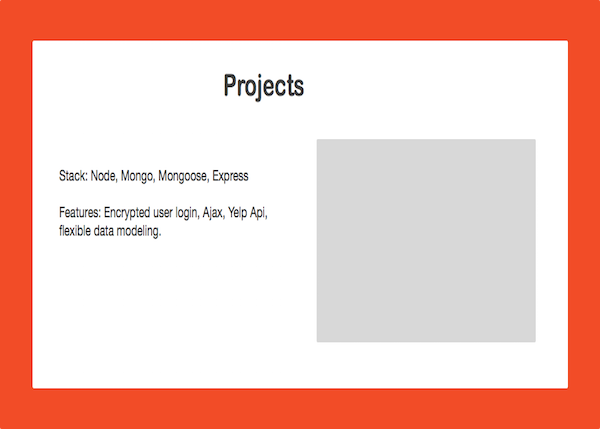 Projects
Stack: Node, Mongo, Mongoose, Express
Features: Encrypted user login, Ajax, Yelp Api,
flexible data modeling.